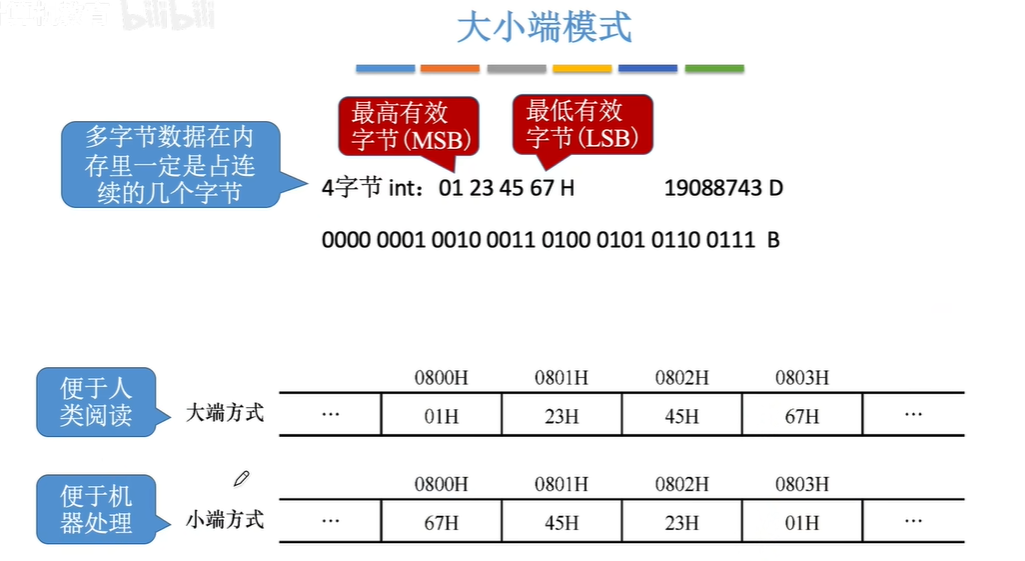 bilibili
大小端模式
最高有效
字节(MSB)
最低有效
字节(LSB)
多字节数据在内
存里一定是占连
续的几个字节
4字节 int：01 23 45 67 H 19088743 D
0000 0001 0010 0011 0100 0101 0110 0111 B
0800H 0801H 0802H 0803H
便于人
类阅读
大端方式 … 01H 23H 45H 67H …
0800H 0801H 0802H 0803H
便于机
器处理
小端方式 … 67H 45H 23H 01H …